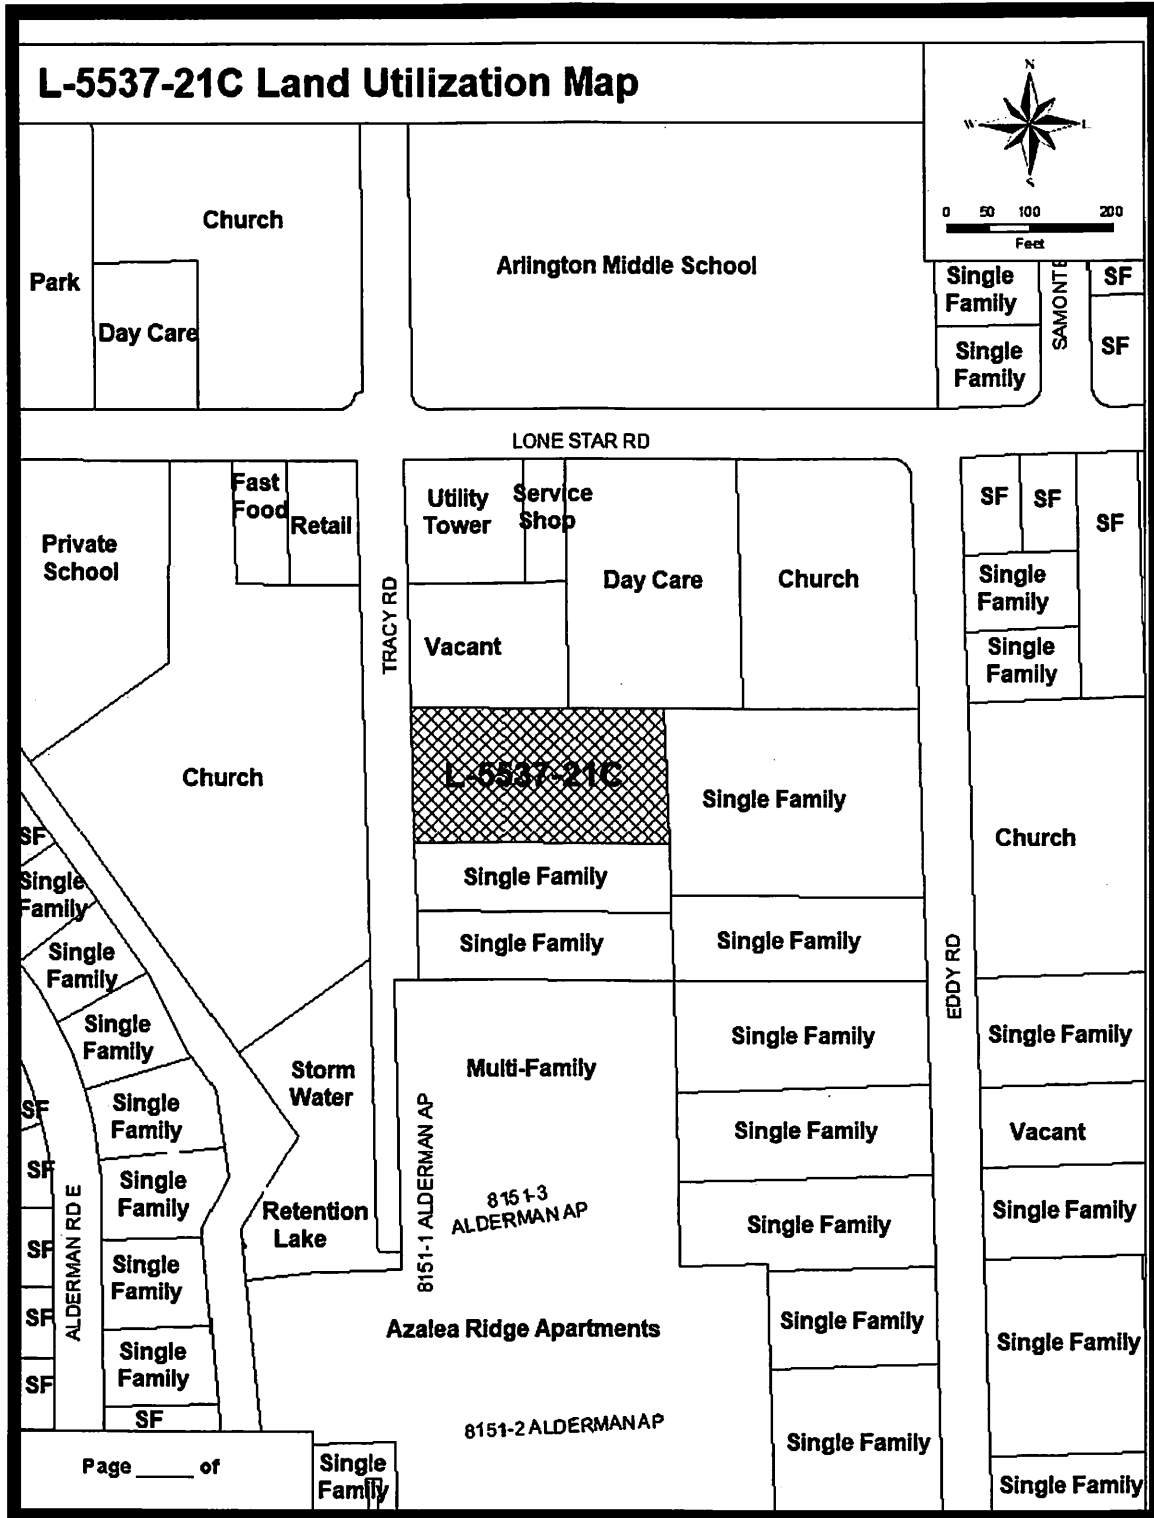 L-5537-21C Land Utilization Map
N
W
S
0 50 100 200
Feet
Church
Park
Day Care
Arlington Middle School
Single
Family
Single
Family
SF
SF
LONE STAR RD
Fast
Food
Retail
Private
School
Utility
Tower
Service
Shop
Day Care
Church
SF
SF
SF
Single
Family
Single
Family
TRACY RD
Vacant
L-5537-21C
Church
Single Family
Church
SF
Single
Family
Single
Family
Single
Family
Single Family
Single Family
Single Family
EDDY RD
Storm
Water
Multi-Family
Single Family
Single Family
SF
Single
Family
8151-1 ALDERMAN AP
Single Family
Vacant
SF
Single
Family
8151-3
ALDERMAN AP
Retention
Lake
Single Family
Single Family
ALDERMAN RD E
SF
Single
Family
SF
Azalea Ridge Apartments
Single Family
Single Family
Single
Family
SF
SF
8151-2 ALDERMAN AP
Single Family
Page ____ of
Single
Family
Single Family